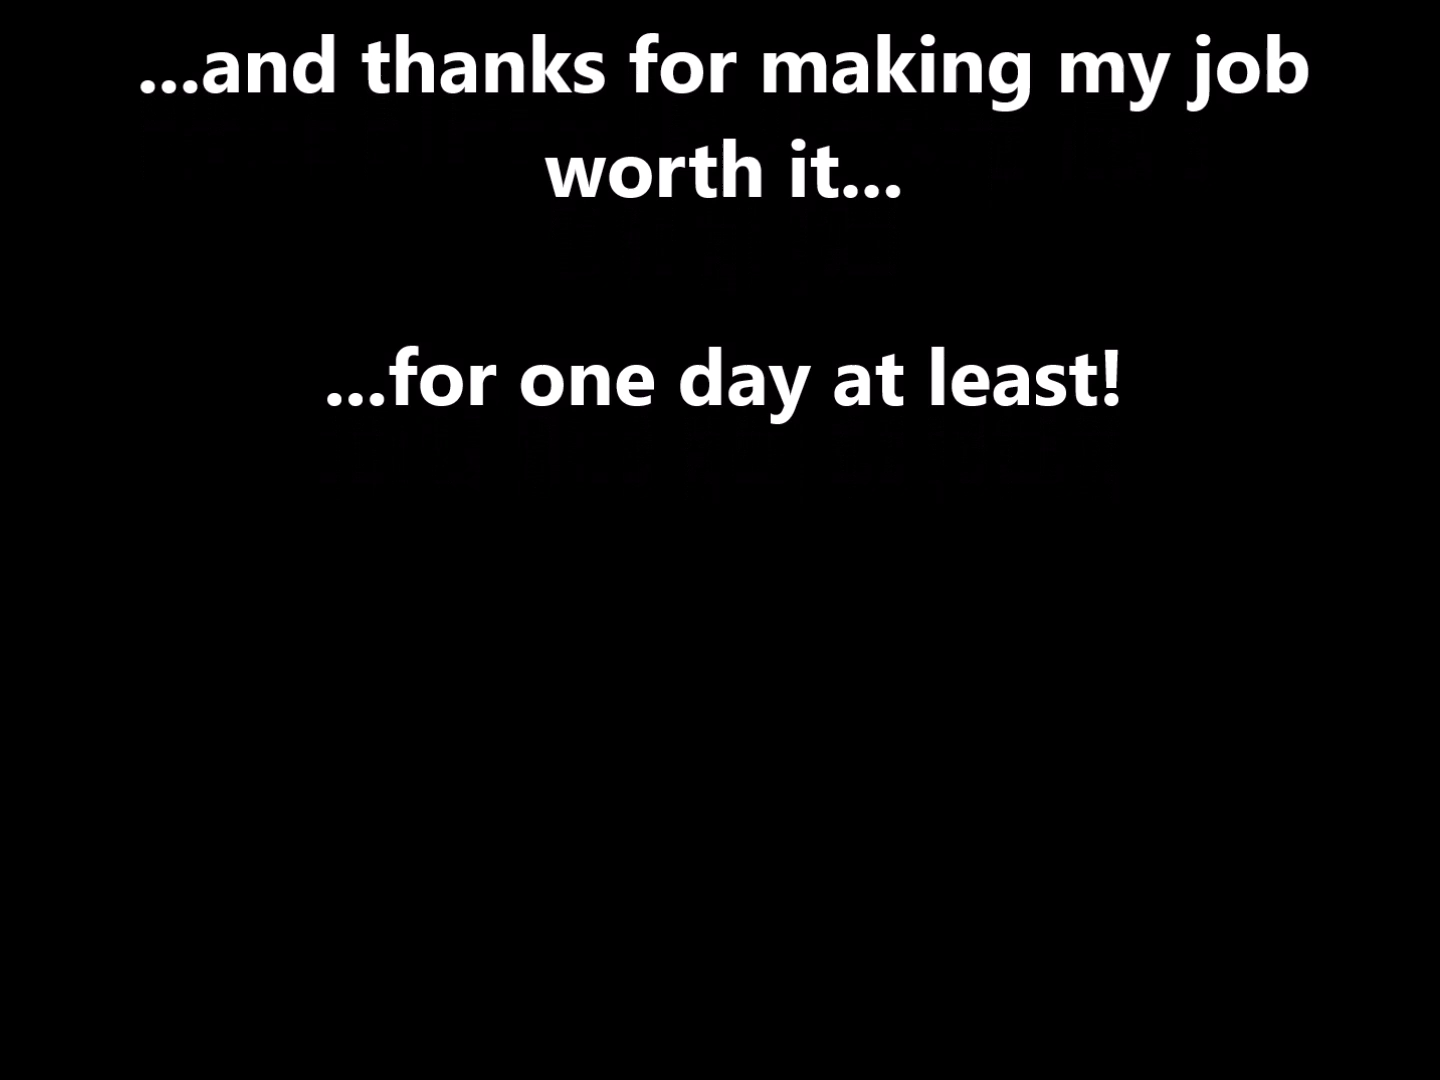 ...and thanks for making my job
worth it...
...for one day at least!